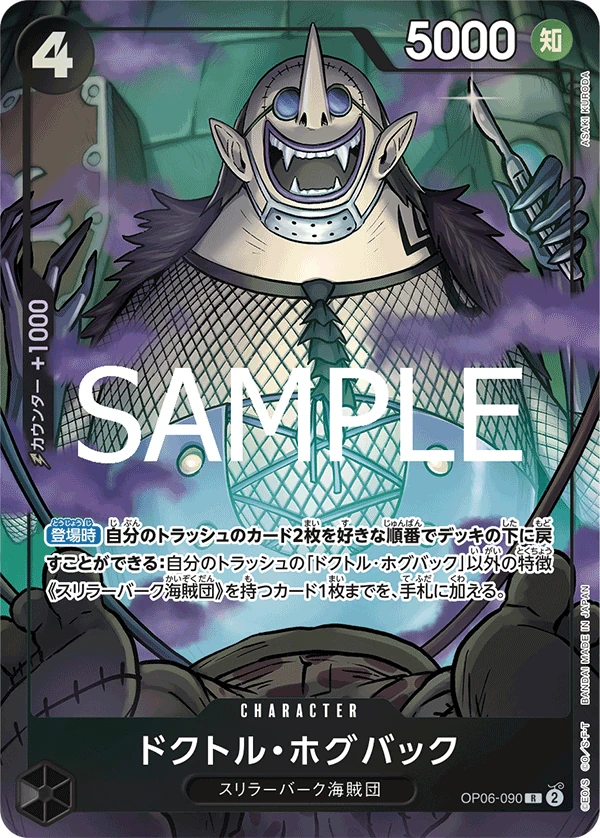 4
5000 知
ASAKI KURODA
カウンター +1000
SAMPLE
登場時 自分のトラッシュのカード2枚を好きな順番でデッキの下に戻
すことができる:自分のトラッシュの「ドクトル・ホグバック」以外の特徴
《スリラーバーク海賊団》を持つカード1枚までを、手札に加える。
CHARACTER
ドクトル・ホグバック
スリラーバーク海賊団
OP06-090 R 2
©EO/S ©O/S・F・T BANDAI MADE IN JAPAN